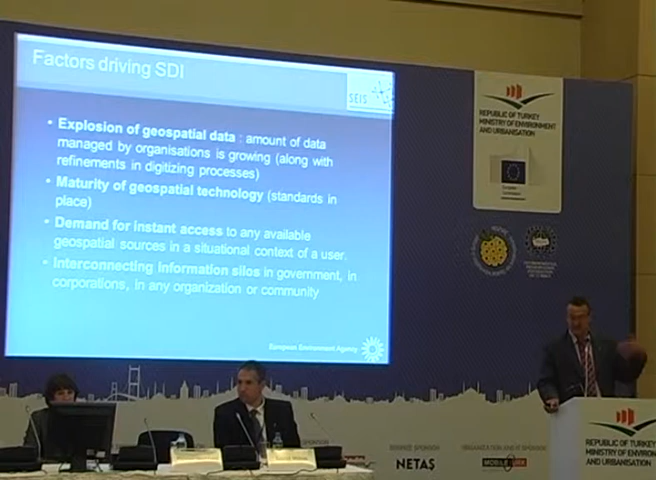 Factors driving SDI
SEIS
• Explosion of geospatial data : amount of data
managed by organisations is growing (along with
refinements in digitizing processes)
• Maturity of geospatial technology (standards in
place)
• Demand for instant access to any available
geospatial sources in a situational context of a user.
• Interconnecting information silos in government, in
corporations, in any organization or community
European Environment Agency
REPUBLIC OF TURKEY
MINISTRY OF ENVIRONMENT
AND URBANISATION
European
Commission
NETAŞ
REPUBLIC OF TURKEY
MINISTRY OF ENVIRONM
AND URBANISATION